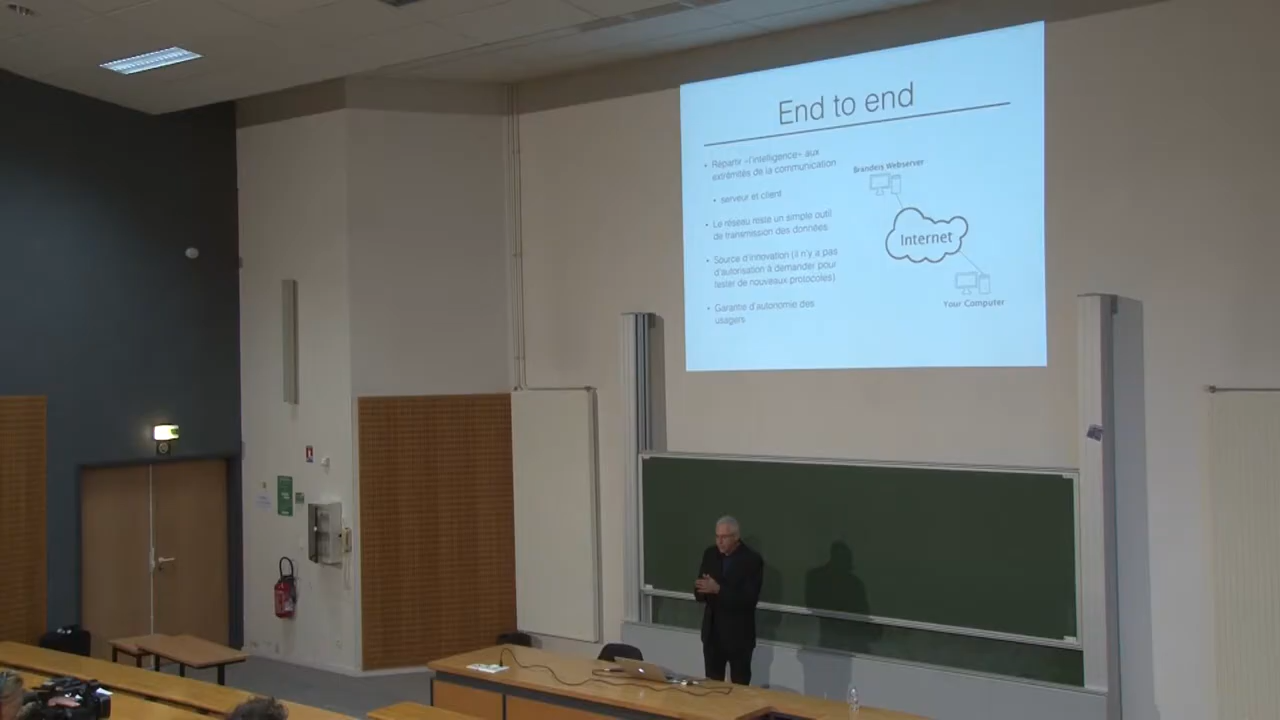 End to end
• Répartir «l'intelligence» aux
extrémités de la communication
• serveur et client
• Le réseau reste un simple outil
de transmission des données
• Source d'innovation (il n'y a pas
d'autorisation à demander pour
tester de nouveaux protocoles)
• Garantie d'autonomie des
usagers
Brandeis Webserver
Internet
Your Computer